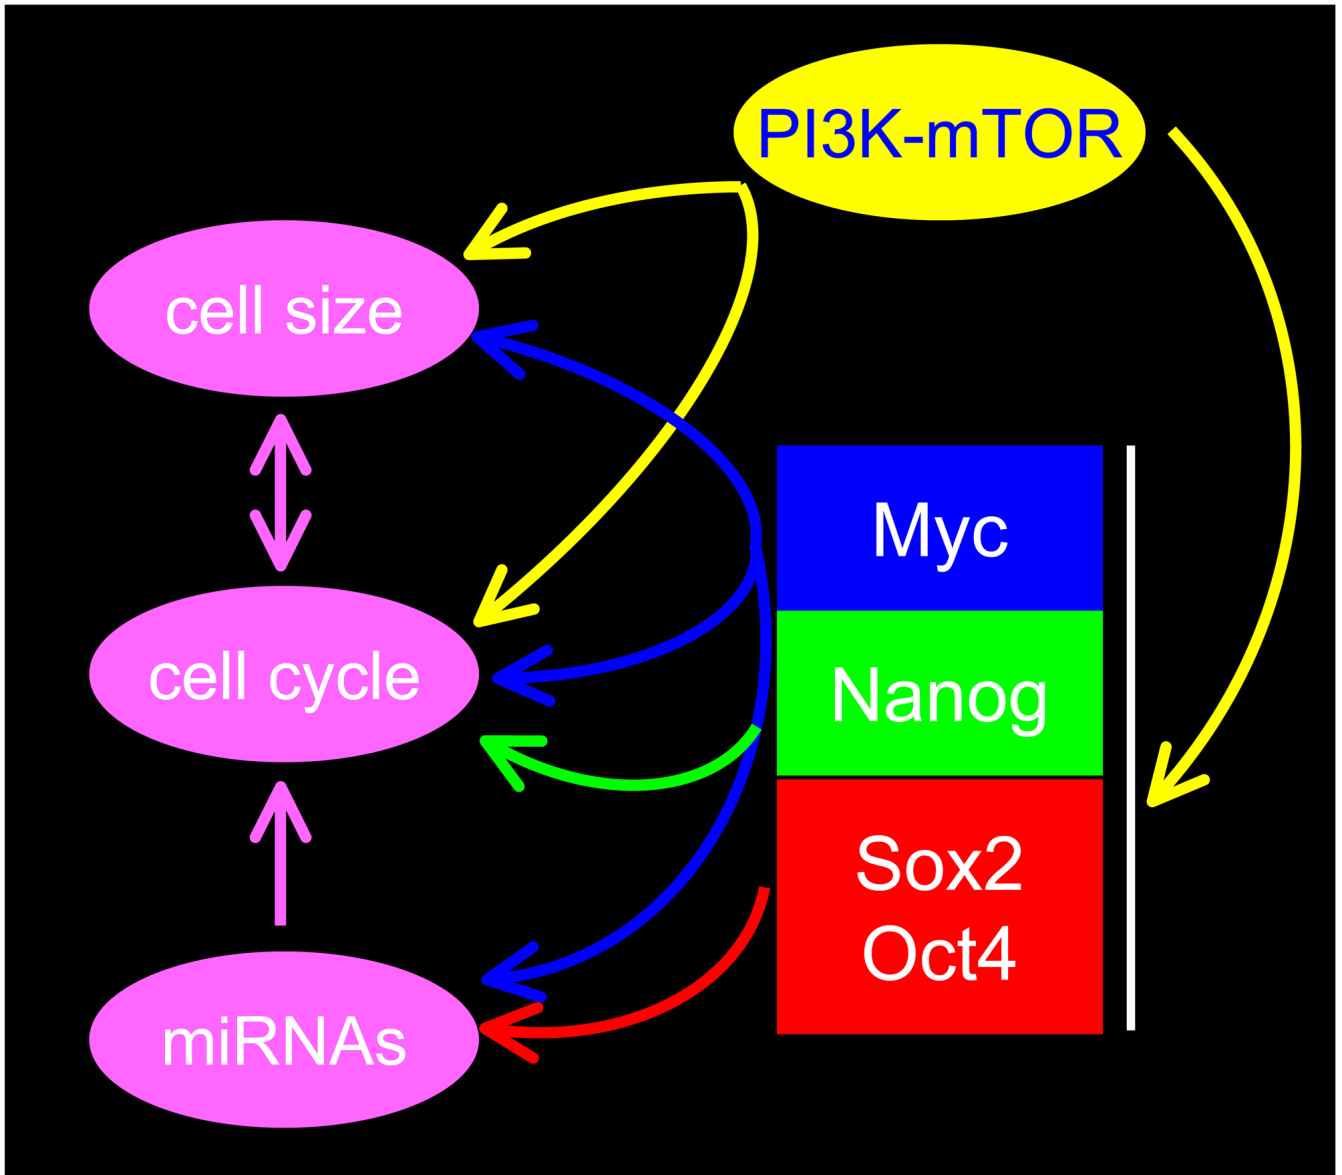 PI3K-mTOR
cell size
Myc
cell cycle
Nanog
Sox2
Oct4
miRNAs